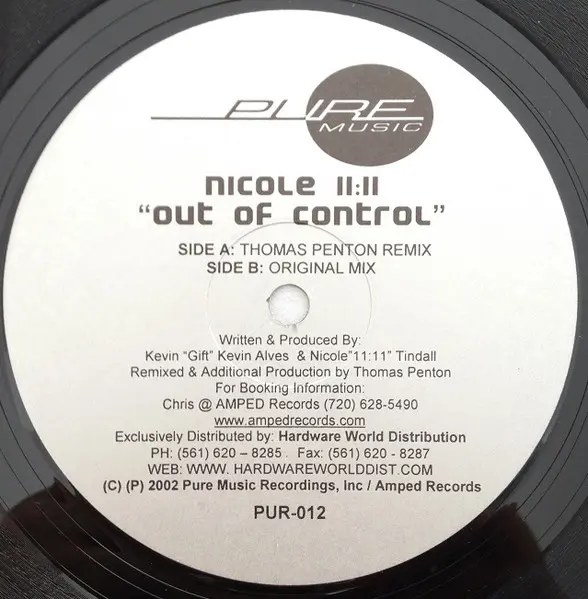 PURE
MUSIC
NICOLE 11:11
"OUT OF CONTROL"
SIDE A: THOMAS PENTON REMIX
SIDE B: ORIGINAL MIX
Written & Produced By:
Kevin "Gift" Kevin Alves & Nicole"11:11" Tindall
Remixed & Additional Production by Thomas Penton
For Booking Information:
Chris @ AMPED Records (720) 628-5490
www.ampedrecords.com
Exclusively Distributed by: Hardware World Distribution
PH: (561) 620 – 8285 . Fax: (561) 620 - 8287
WEB: WWW. HARDWAREWORLDDIST.COM
(C) (P) 2002 Pure Music Recordings, Inc / Amped Records
PUR-012